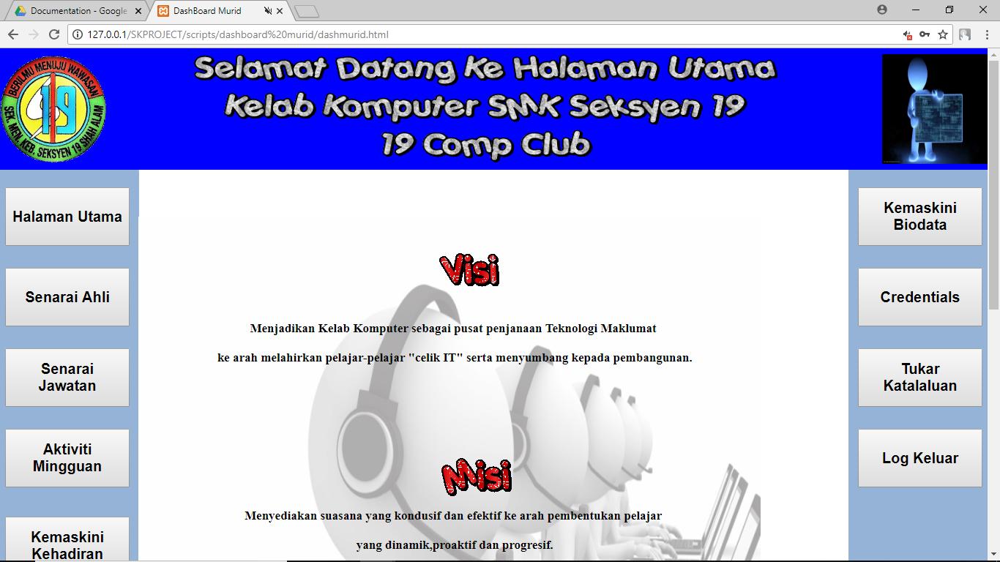 Documentation - Google
DashBoard Murid
127.0.0.1/SKPROJECT/scripts/dashboard%20murid/dashmurid.html
BERILMU MENUJU WAWASAN
19
SEK. MEN. KEB. SEKSYEN 19 SHAH ALAM
Selamat Datang Ke Halaman Utama
Kelab Komputer SMK Seksyen 19
19 Comp Club
Halaman Utama
Senarai Ahli
Senarai
Jawatan
Aktiviti
Mingguan
Kemaskini
Kehadiran
Visi
Menjadikan Kelab Komputer sebagai pusat penjanaan Teknologi Maklumat
ke arah melahirkan pelajar-pelajar "celik IT" serta menyumbang kepada pembangunan.
Misi
Menyediakan suasana yang kondusif dan efektif ke arah pembentukan pelajar
yang dinamik,proaktif dan progresif.
Kemaskini
Biodata
Credentials
Tukar
Katalaluan
Log Keluar